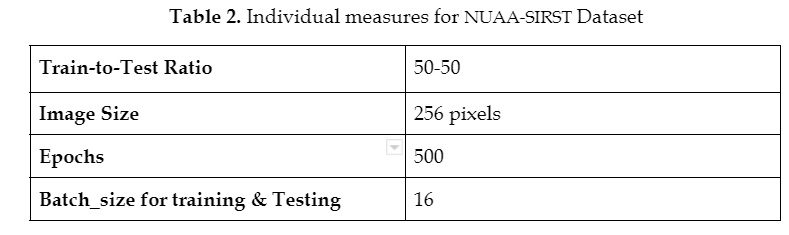 Table 2. Individual measures for NUAA-SIRST Dataset
Train-to-Test Ratio 50-50
Image Size 256 pixels
Epochs 500
Batch_size for training & Testing 16